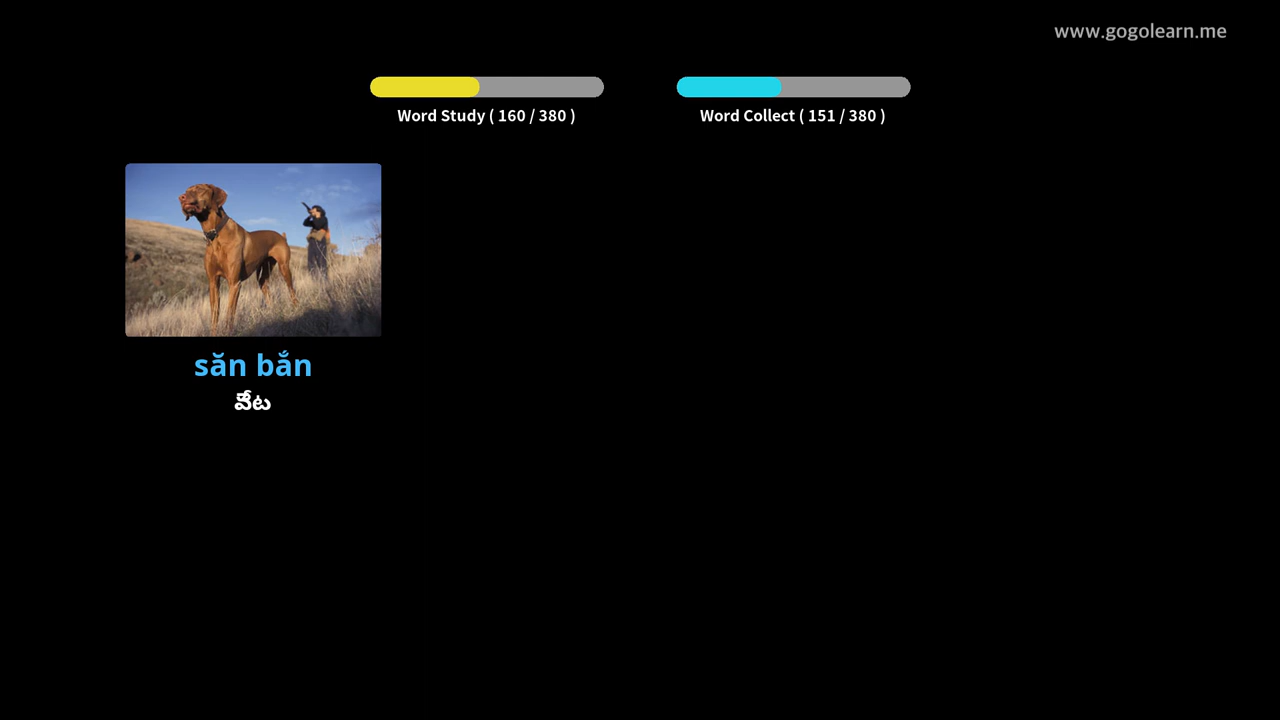 www.gogolearn.me
Word Study ( 160 / 380 )
Word Collect ( 151 / 380 )
săn bắn
వేట